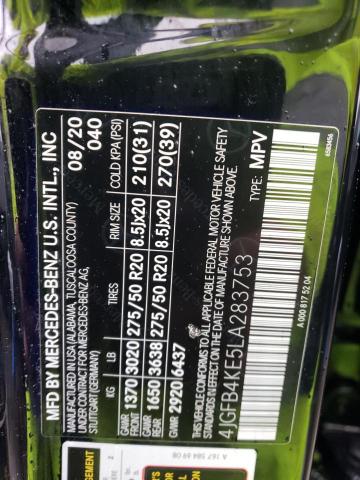 MFD BY MERCEDES-BENZ U.S. INTL., INC
MANUFACTURED IN USA (ALABAMA, TUSCALOOSA COUNTY)
UNDER CONTRACT FOR MERCEDES-BENZ AG,
STUTTGART (GERMANY)
08/20
040
KG LB TIRES RIM SIZE COLD KPA (PSI)
GAWR
FRONT 1370 3020 275/50 R20 8.5jx20 210(31)
GAWR
REAR 1650 3638 275/50 R20 8.5jx20 270(39)
GVWR 2920 6437
THIS VEHICLE CONFORMS TO ALL APPLICABLE FEDERAL MOTOR VEHICLE SAFETY
STANDARDS IN EFFECT ON THE DATE OF MANUFACTURE SHOWN ABOVE.
4JGFB4KE5LA283753 TYPE: MPV
A 000 817 52 04
6583456
A 167 584 69 08